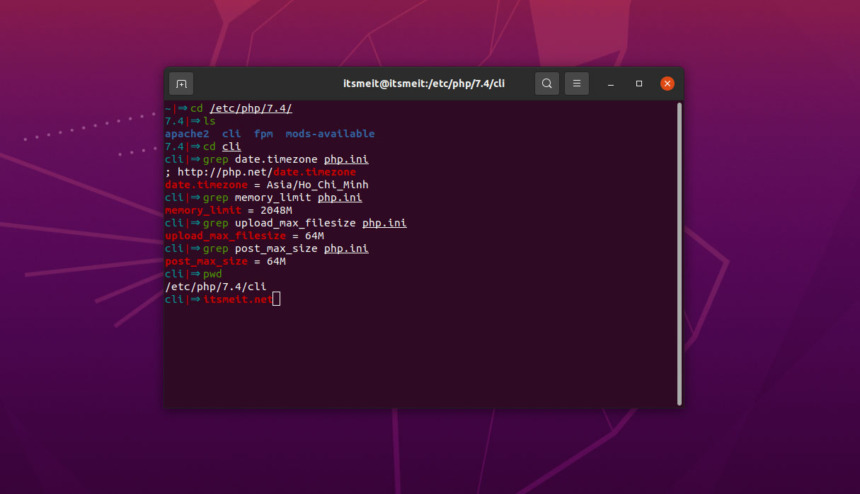 itsmeit@itsmeit:/etc/php/7.4/cli
~|⇒ cd /etc/php/7.4/
7.4|⇒ ls
apache2  cli  fpm  mods-available
7.4|⇒ cd cli
cli|⇒ grep date.timezone php.ini
; http://php.net/date.timezone
date.timezone = Asia/Ho_Chi_Minh
cli|⇒ grep memory_limit php.ini
memory_limit = 2048M
cli|⇒ grep upload_max_filesize php.ini
upload_max_filesize = 64M
cli|⇒ grep post_max_size php.ini
post_max_size = 64M
cli|⇒ pwd
/etc/php/7.4/cli
cli|⇒ itsmeit.net